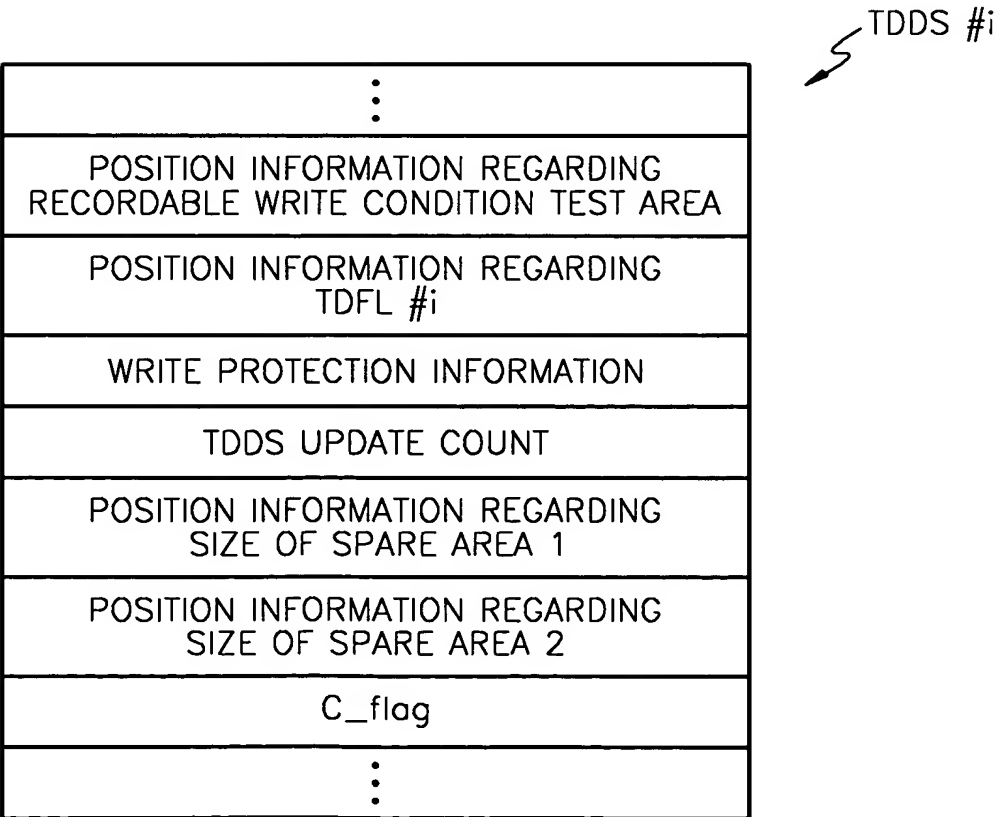 TDDS #i
⋮
POSITION INFORMATION REGARDING
RECORDABLE WRITE CONDITION TEST AREA
POSITION INFORMATION REGARDING
TDFL #i
WRITE PROTECTION INFORMATION
TDDS UPDATE COUNT
POSITION INFORMATION REGARDING
SIZE OF SPARE AREA 1
POSITION INFORMATION REGARDING
SIZE OF SPARE AREA 2
C_flag
⋮